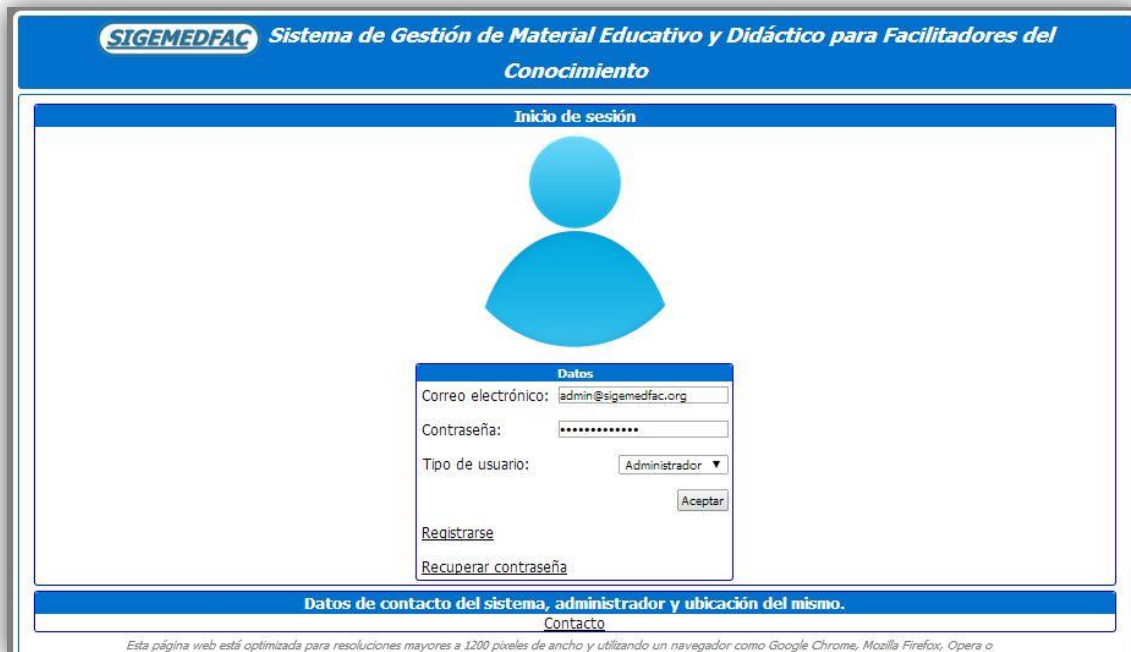 SIGEMEDFAC Sistema de Gestión de Material Educativo y Didáctico para Facilitadores del
Conocimiento
Inicio de sesión
Datos
Correo electrónico: admin@sigemedfac.org
Contraseña: •••••••••••••
Tipo de usuario: Administrador ▼
Aceptar
Registrarse
Recuperar contraseña
Datos de contacto del sistema, administrador y ubicación del mismo.
Contacto
Esta página web está optimizada para resoluciones mayores a 1200 pixeles de ancho y utilizando un navegador como Google Chrome, Mozilla Firefox, Opera o